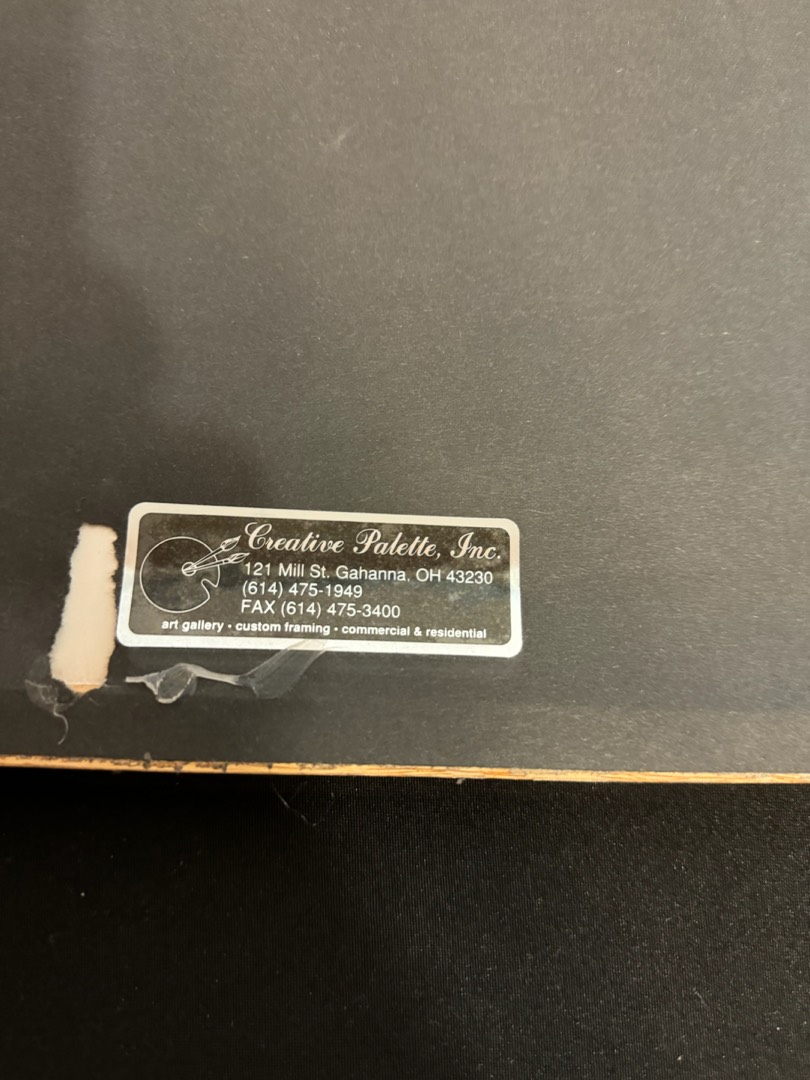 Creative Palette, Inc.
121 Mill St. Gahanna, OH 43230
(614) 475-1949
FAX (614) 475-3400
art gallery • custom framing • commercial & residential